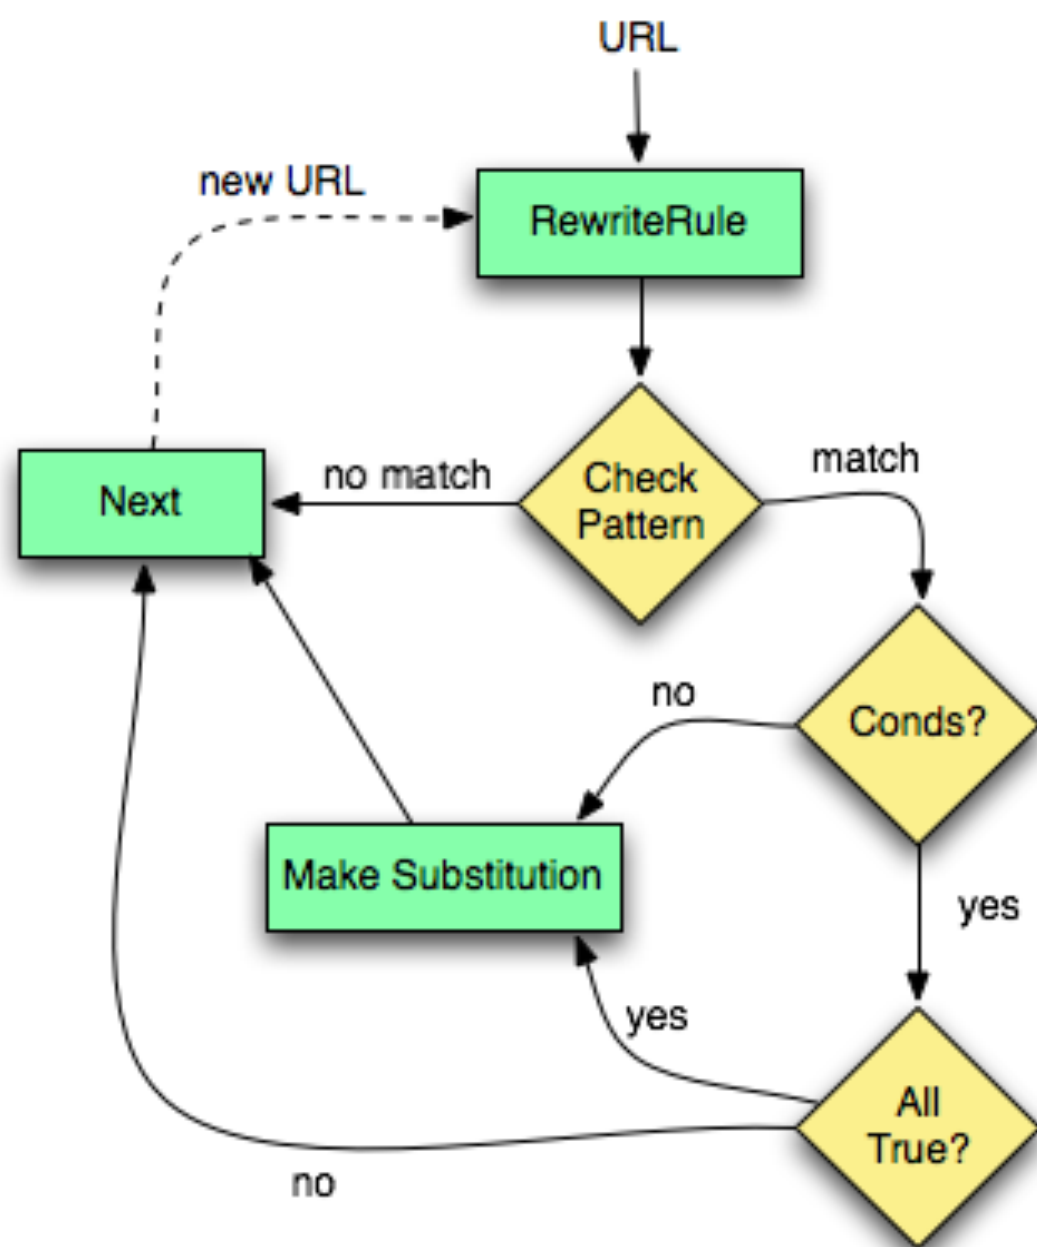 URL
new URL
RewriteRule
Check
Pattern
no match
match
Next
no
Conds?
Make Substitution
yes
yes
All
True?
no